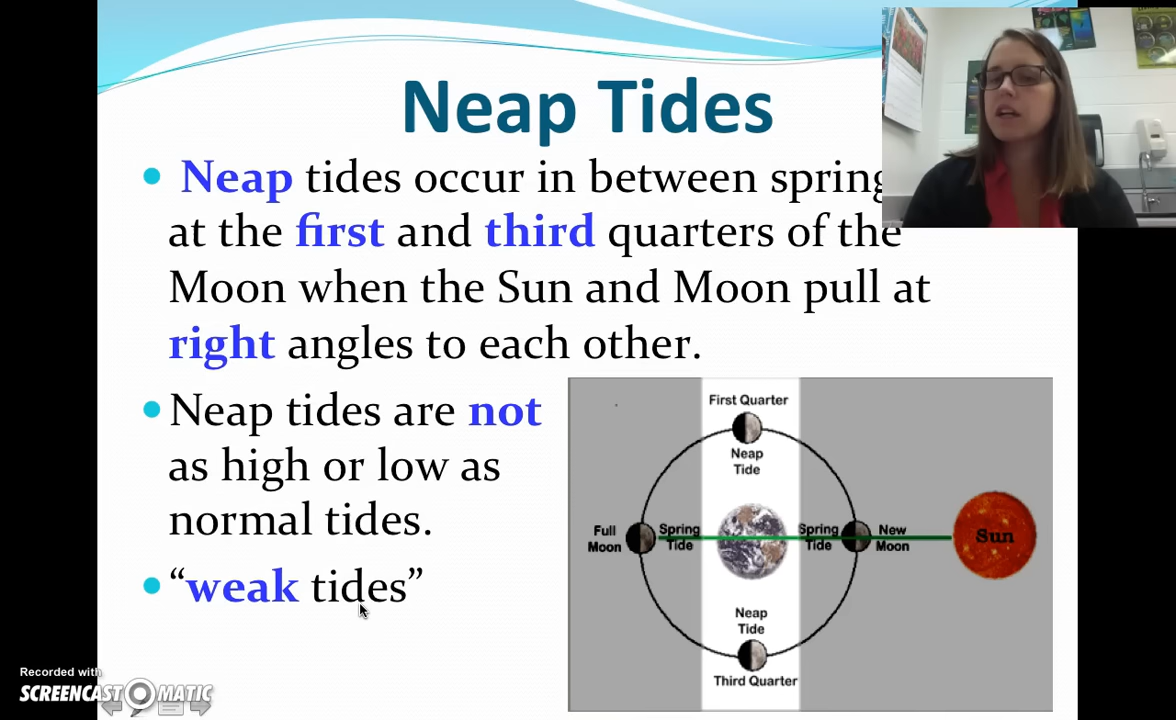 Neap Tides
• Neap tides occur in between spring
at the first and third quarters of the
Moon when the Sun and Moon pull at
right angles to each other.
• Neap tides are not
as high or low as
normal tides.
• “weak tides”
First Quarter
Neap
Tide
Full
Moon
Spring
Tide
Spring
Tide
New
Moon
Sun
Neap
Tide
Third Quarter
Recorded with
SCREENCAST MATIC